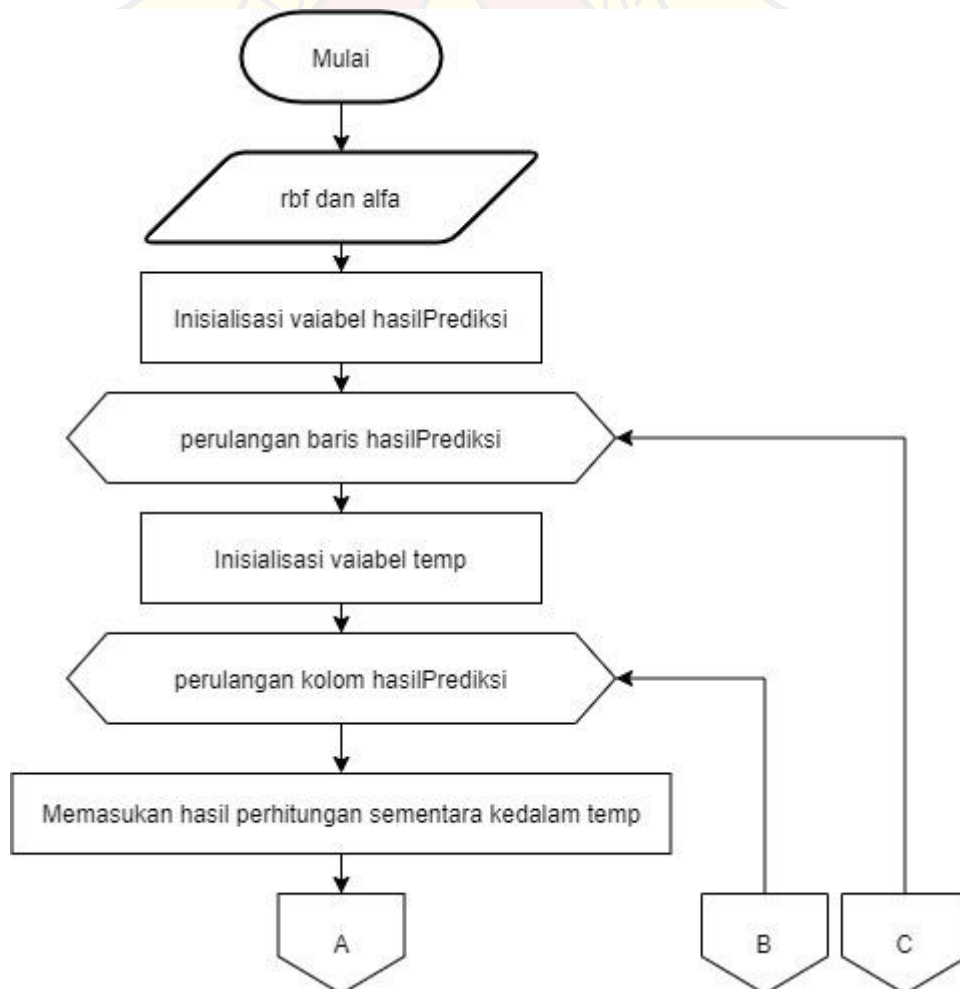 Mulai
rbf dan alfa
Inisialisasi vaiabel hasilPrediksi
perulangan baris hasilPrediksi
Inisialisasi vaiabel temp
perulangan kolom hasilPrediksi
Memasukan hasil perhitungan sementara kedalam temp
A
B
C